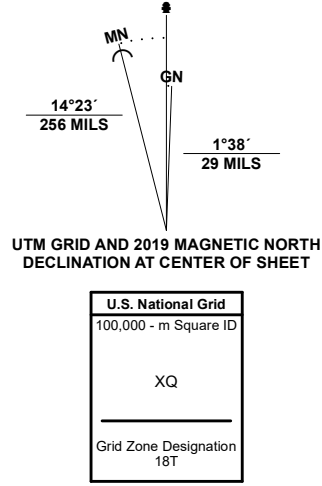 MN
GN
14°23´
256 MILS
1°38´
29 MILS
UTM GRID AND 2019 MAGNETIC NORTH
DECLINATION AT CENTER OF SHEET
U.S. National Grid
100,000 - m Square ID
XQ
Grid Zone Designation
18T